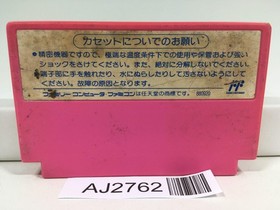 カセットについてのお願い
●精密機器ですので、極端な温度条件下での使用や保管および強い
ショックをさけてください。また、絶対に分解しないでください。
●端子部に手を触れたり、水にぬらしたりして汚さないようにして
ください。故障の原因となります。
ファミリーコンピュータ ファミコンは任天堂の商標です。
AJ2762